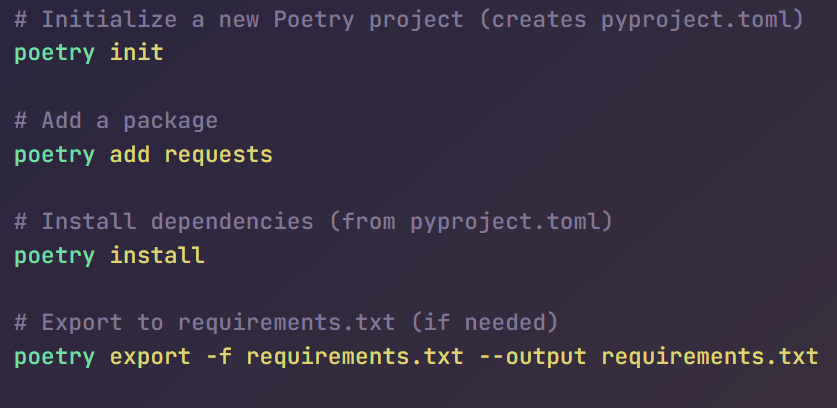 # Initialize a new Poetry project (creates pyproject.toml)
poetry init
# Add a package
poetry add requests
# Install dependencies (from pyproject.toml)
poetry install
# Export to requirements.txt (if needed)
poetry export -f requirements.txt --output requirements.txt